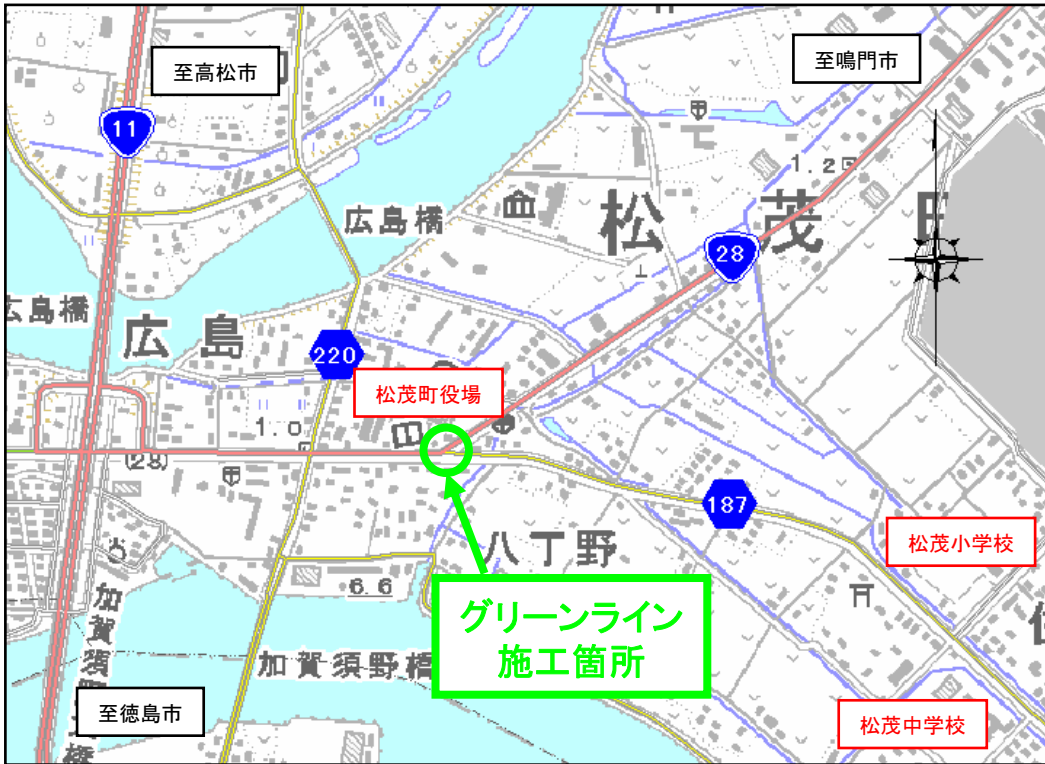 至高松市
至鳴門市
11
1.2
広島橋
松茂
28
広島橋
広島
220
松茂町役場
1.0
(28)
187
八丁野
松茂小学校
6.6
グリーンライン
施工箇所
加賀須野橋
加賀須野橋
至徳島市
松茂中学校